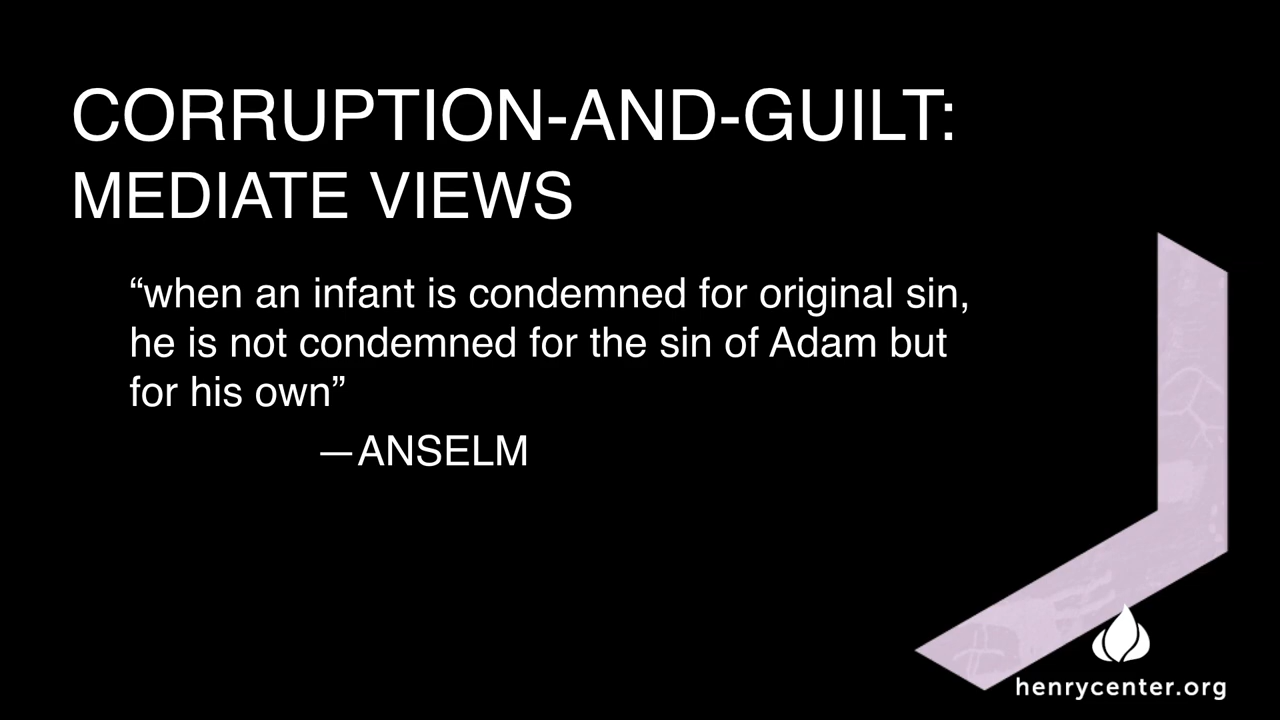 CORRUPTION-AND-GUILT:
MEDIATE VIEWS
“when an infant is condemned for original sin,
he is not condemned for the sin of Adam but
for his own”
—ANSELM
henrycenter.org